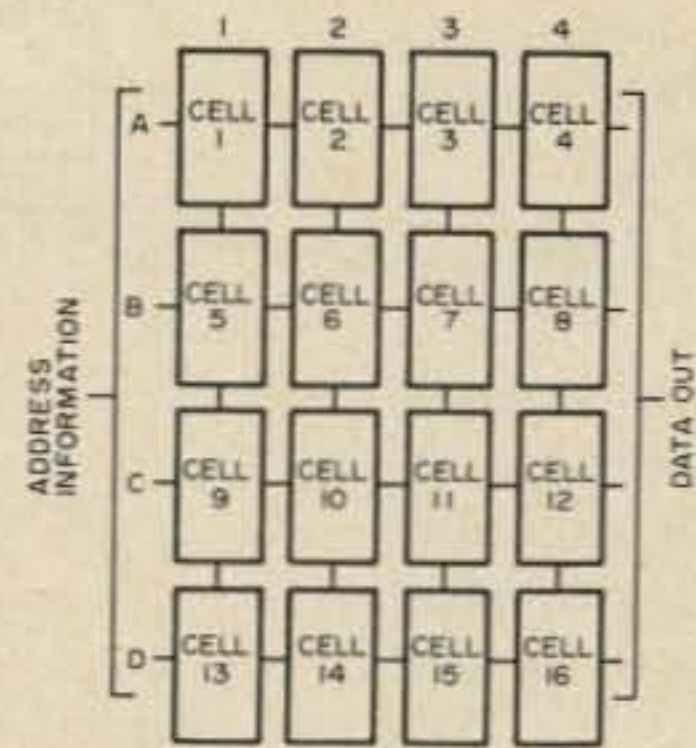 1 2 3 4
A CELL 1 CELL 2 CELL 3 CELL 4
B CELL 5 CELL 6 CELL 7 CELL 8
C CELL 9 CELL 10 CELL 11 CELL 12
D CELL 13 CELL 14 CELL 15 CELL 16
ADDRESS
INFORMATION
DATA OUT